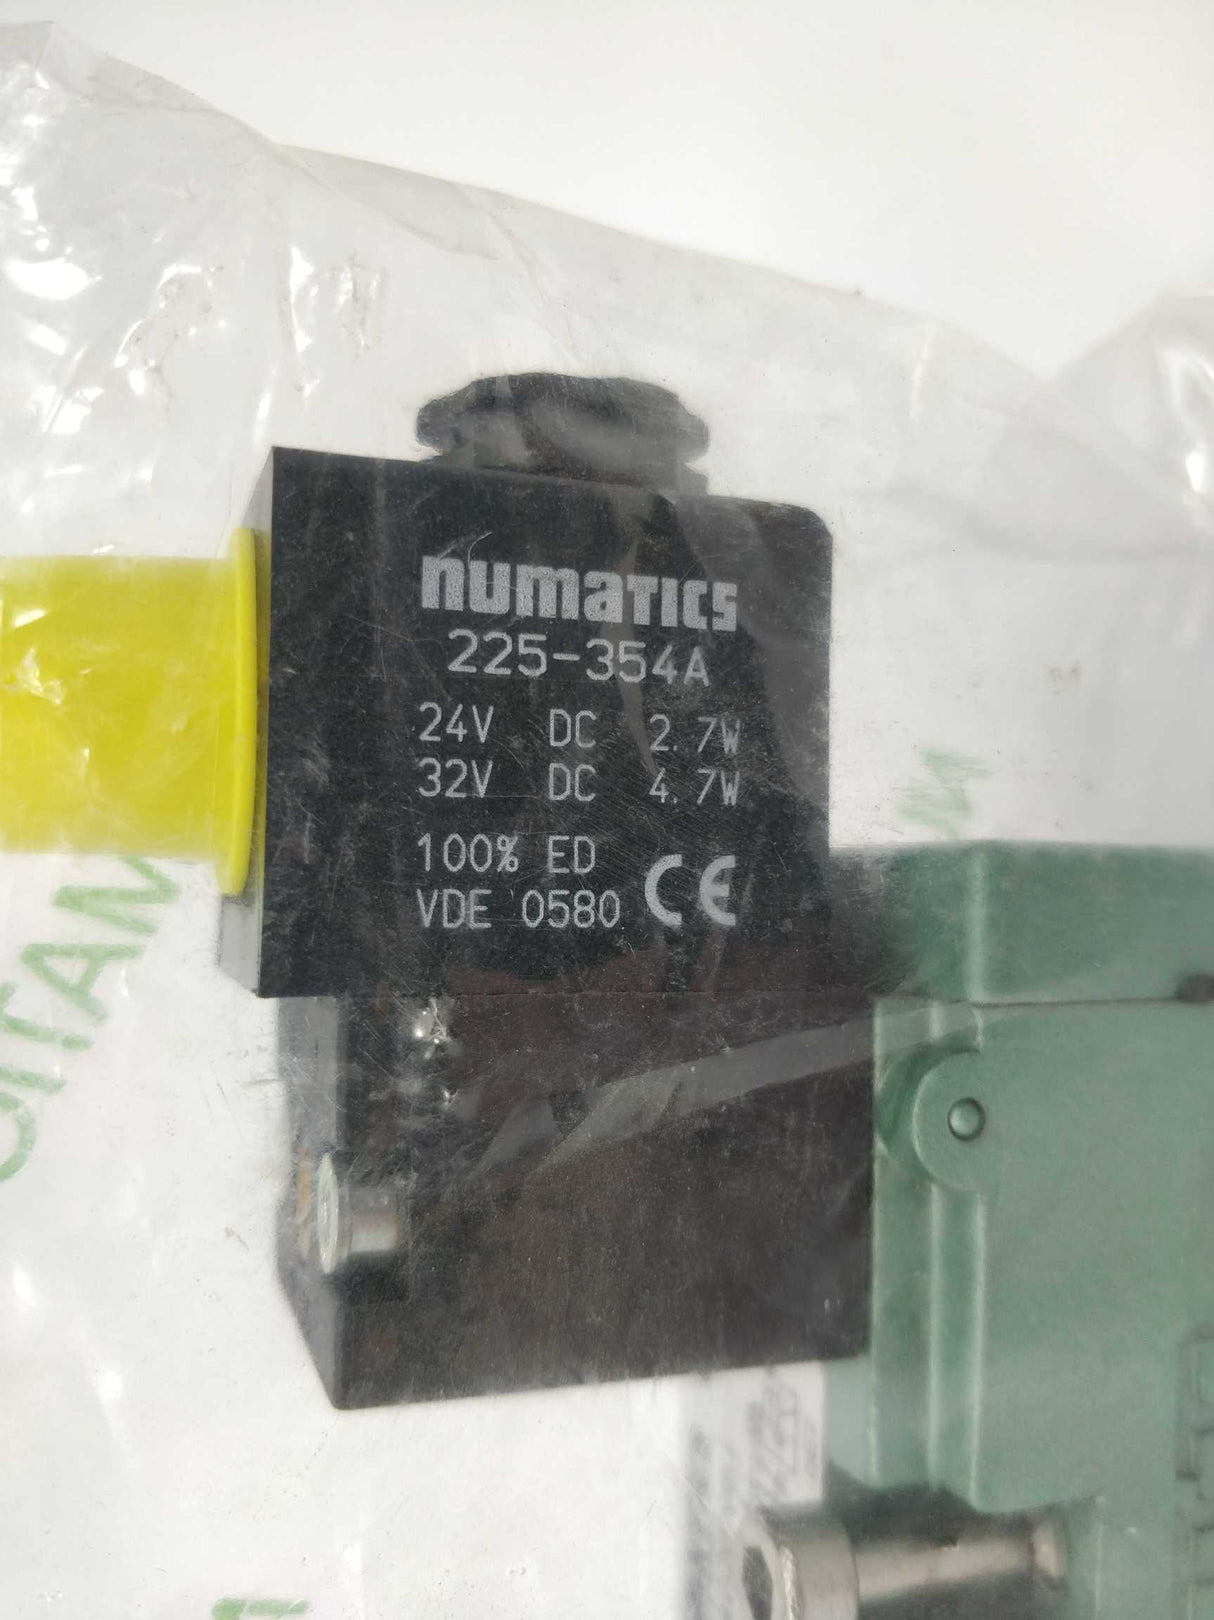 numatics
225-354A
24V DC 2.7W
32V DC 4.7W
100% ED
VDE 0580 CE